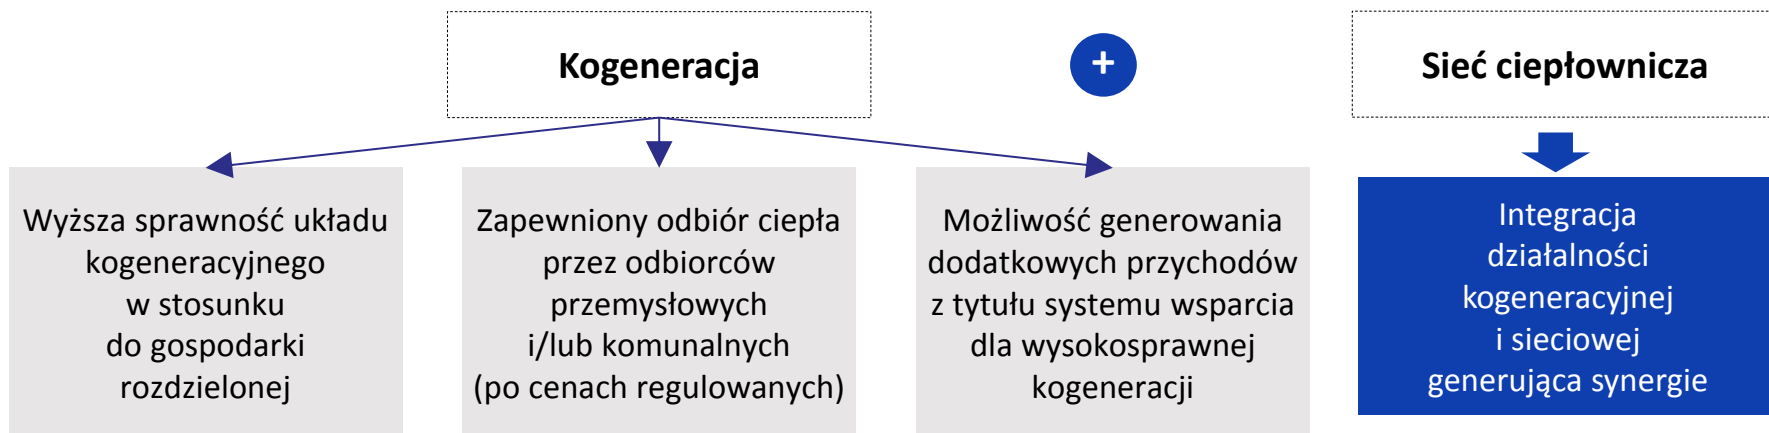 Kogeneracja
+
Sieć ciepłownicza
Wyższa sprawność układu
kogeneracyjnego
w stosunku
do gospodarki
rozdzielonej
Zapewniony odbiór ciepła
przez odbiorców
przemysłowych
i/lub komunalnych
(po cenach regulowanych)
Możliwość generowania
dodatkowych przychodów
z tytułu systemu wsparcia
dla wysokosprawnej
kogeneracji
Integracja
działalności
kogeneracyjnej
i sieciowej
generująca synergie